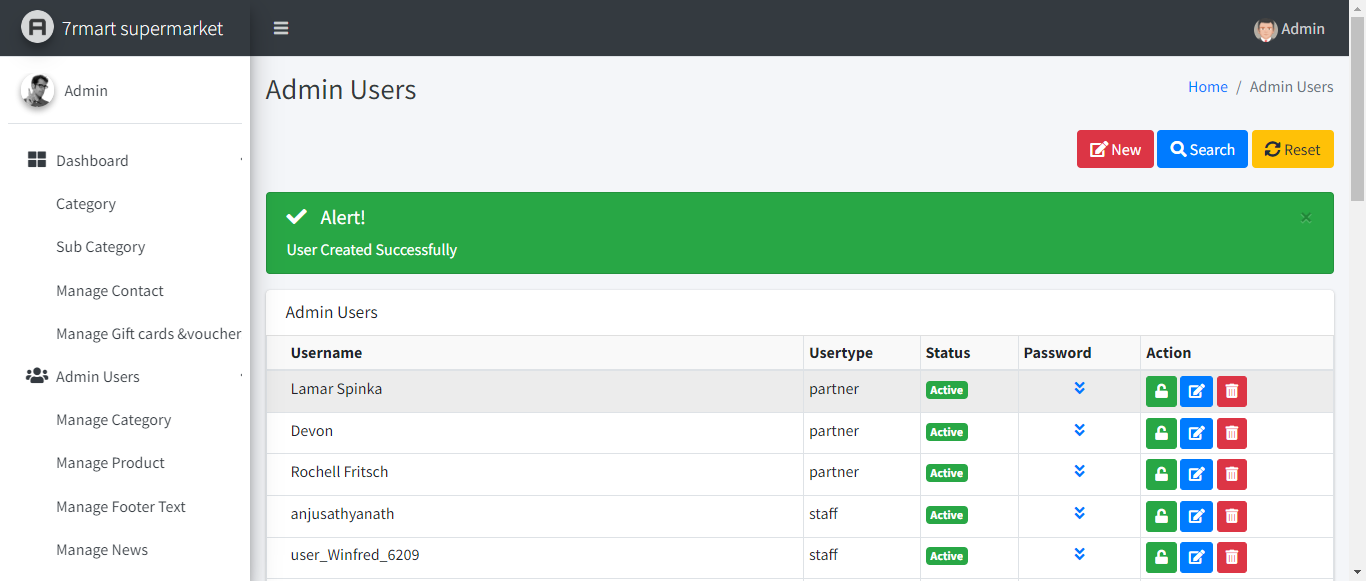 7rmart supermarket
Admin
Admin
Admin Users
Home / Admin Users
New Search Reset
Alert!
×
User Created Successfully
Dashboard
Category
Sub Category
Manage Contact
Manage Gift cards &voucher
Admin Users
Manage Category
Manage Product
Manage Footer Text
Manage News
Admin Users
Username Usertype Status Password Action
Lamar Spinka partner Active
Devon partner Active
Rochell Fritsch partner Active
anjusathyanath staff Active
user_Winfred_6209 staff Active